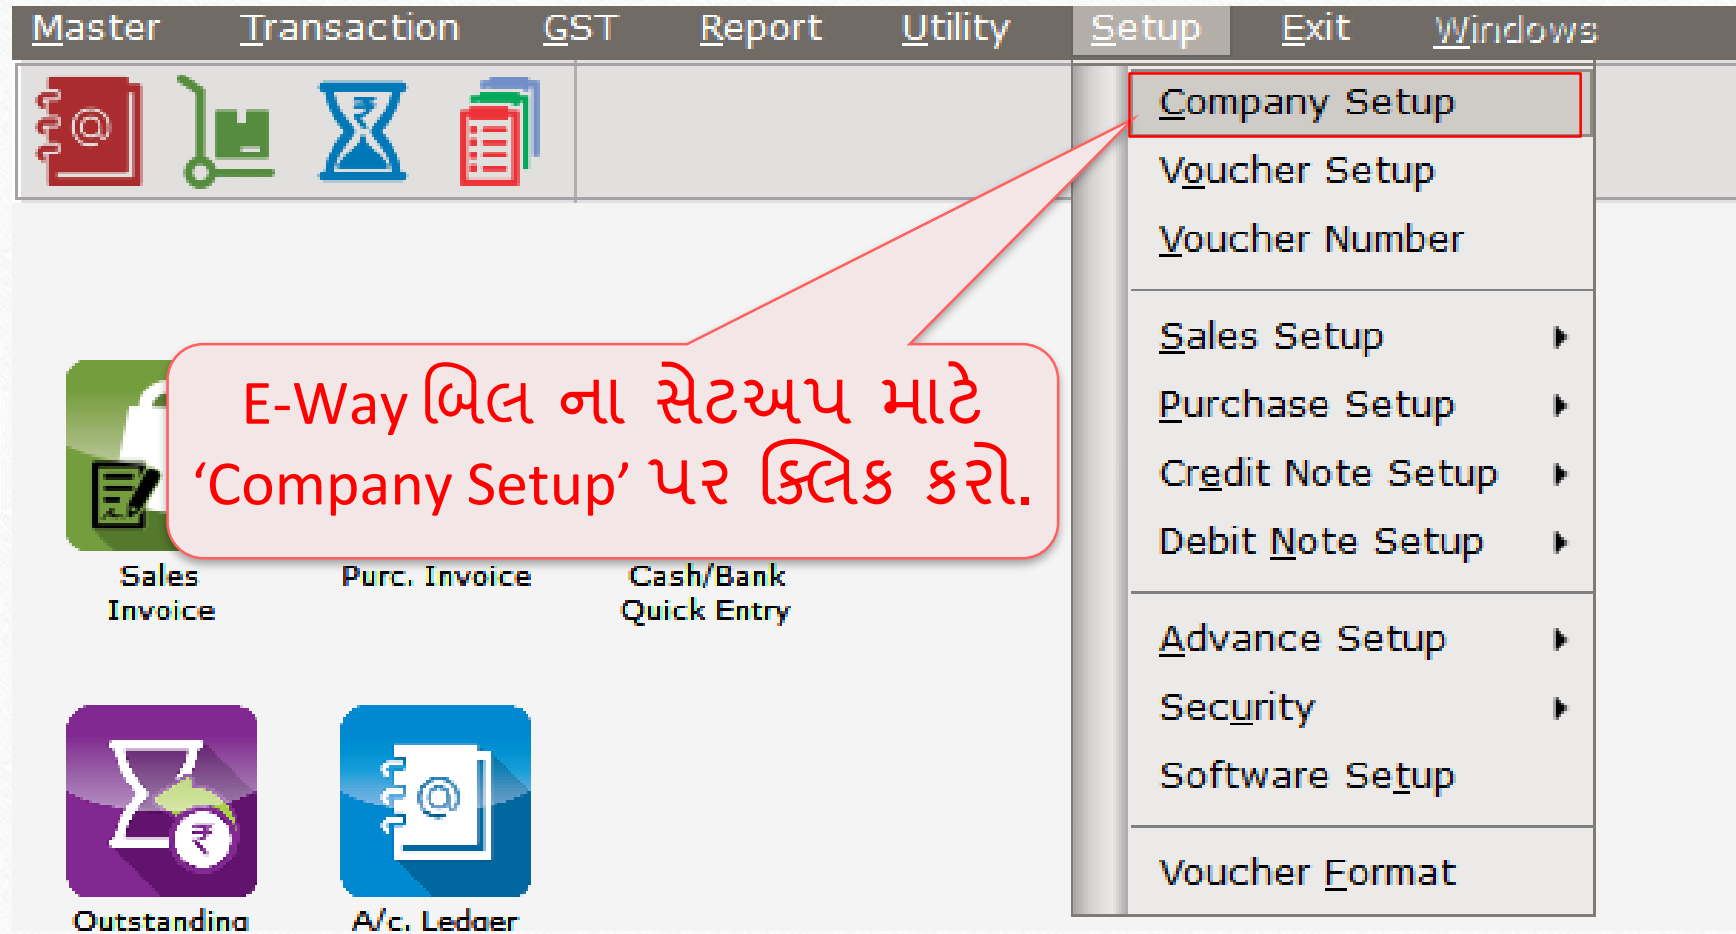 Master Transaction GST Report Utility Setup Exit Windows
Company Setup
Voucher Setup
Voucher Number
Sales Setup
Purchase Setup
Credit Note Setup
Debit Note Setup
Advance Setup
Security
Software Setup
Voucher Format
E-Way બિલ ના સેટઅપ માટે
‘Company Setup’ પર ક્લિક કરો.
Sales
Invoice
Purc. Invoice
Cash/Bank
Quick Entry
Outstanding
A/c. Ledger